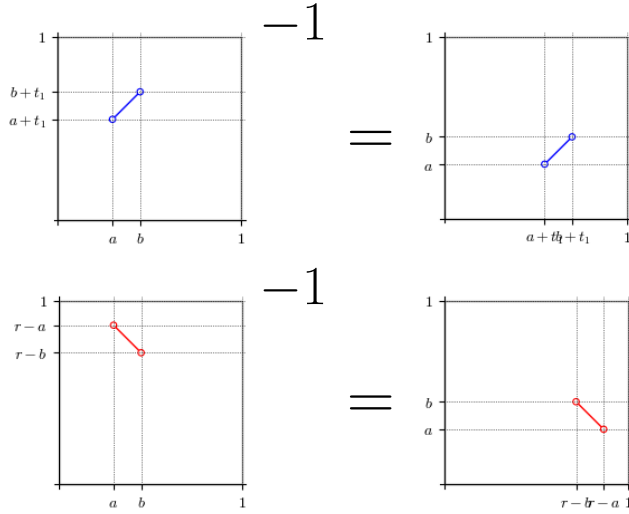 −1
1
1
b + t₁
a + t₁
=
b
a
a b 1
a + t₁ b + t₁ 1
−1
1
1
r − a
r − b
=
b
a
a b 1
r − b r − a 1